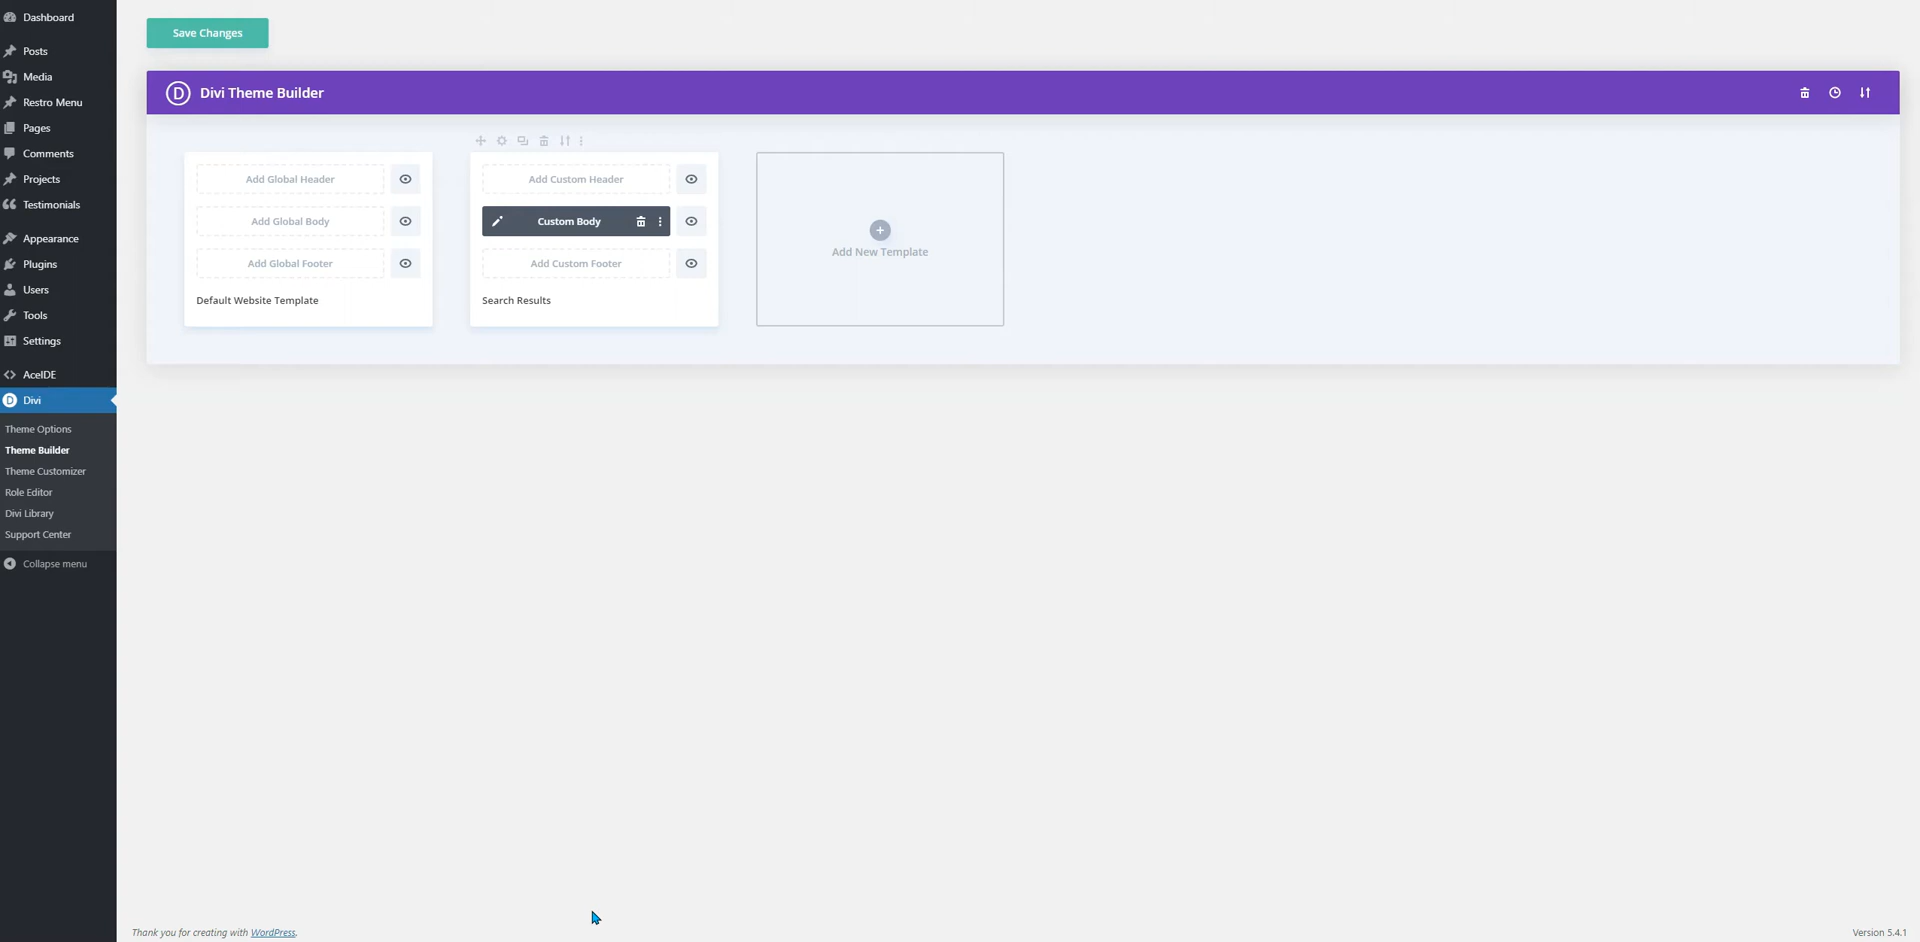 Dashboard
Posts
Media
Restro Menu
Pages
Comments
Projects
Testimonials
Appearance
Plugins
Users
Tools
Settings
AceIDE
Divi
Theme Options
Theme Builder
Theme Customizer
Role Editor
Divi Library
Support Center
Collapse menu
Save Changes
D Divi Theme Builder
Add Global Header
Add Global Body
Add Global Footer
Default Website Template
Add Custom Header
Custom Body
Add Custom Footer
Search Results
Add New Template
Thank you for creating with WordPress.
Version 5.4.1